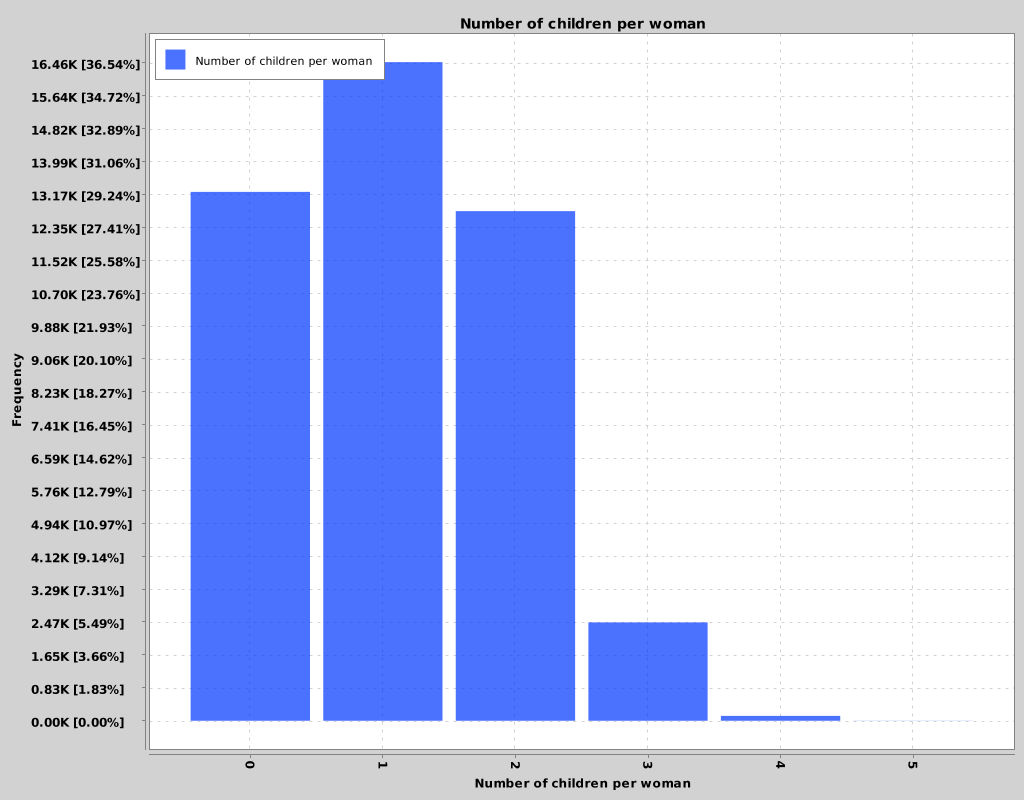 Number of children per woman
Number of children per woman
16.46K [36.54%]
15.64K [34.72%]
14.82K [32.89%]
13.99K [31.06%]
13.17K [29.24%]
12.35K [27.41%]
11.52K [25.58%]
10.70K [23.76%]
9.88K [21.93%]
9.06K [20.10%]
8.23K [18.27%]
7.41K [16.45%]
6.59K [14.62%]
5.76K [12.79%]
4.94K [10.97%]
4.12K [9.14%]
3.29K [7.31%]
2.47K [5.49%]
1.65K [3.66%]
0.83K [1.83%]
0.00K [0.00%]
Frequency
0 1 2 3 4 5
Number of children per woman